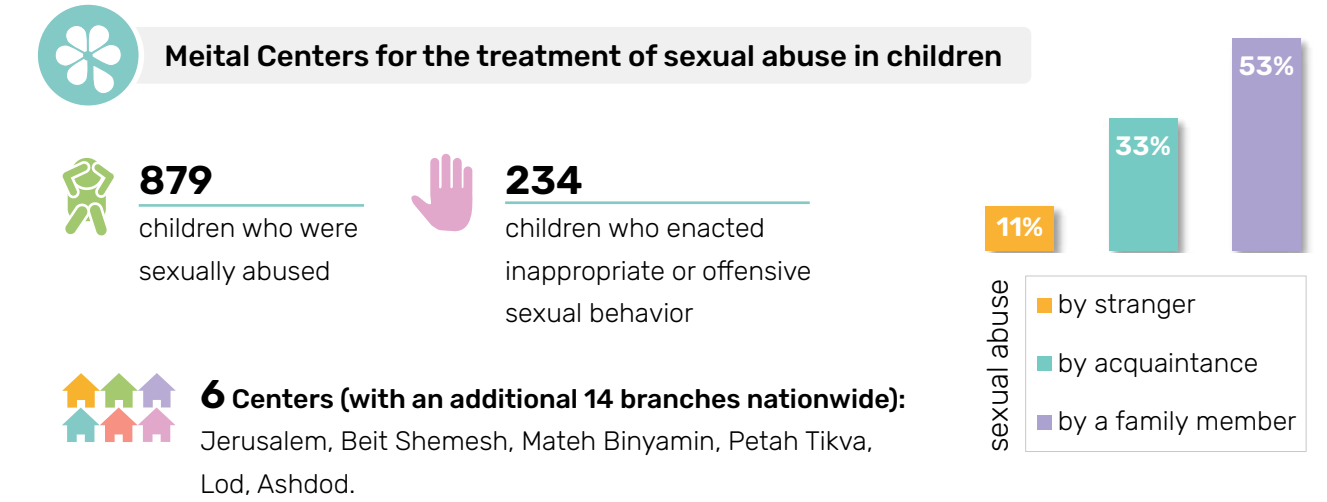 Meital Centers for the treatment of sexual abuse in children
879
children who were
sexually abused
234
children who enacted
inappropriate or offensive
sexual behavior
6 Centers (with an additional 14 branches nationwide):
Jerusalem, Beit Shemesh, Mateh Binyamin, Petah Tikva,
Lod, Ashdod.
11%
33%
53%
sexual abuse
by stranger
by acquaintance
by a family member